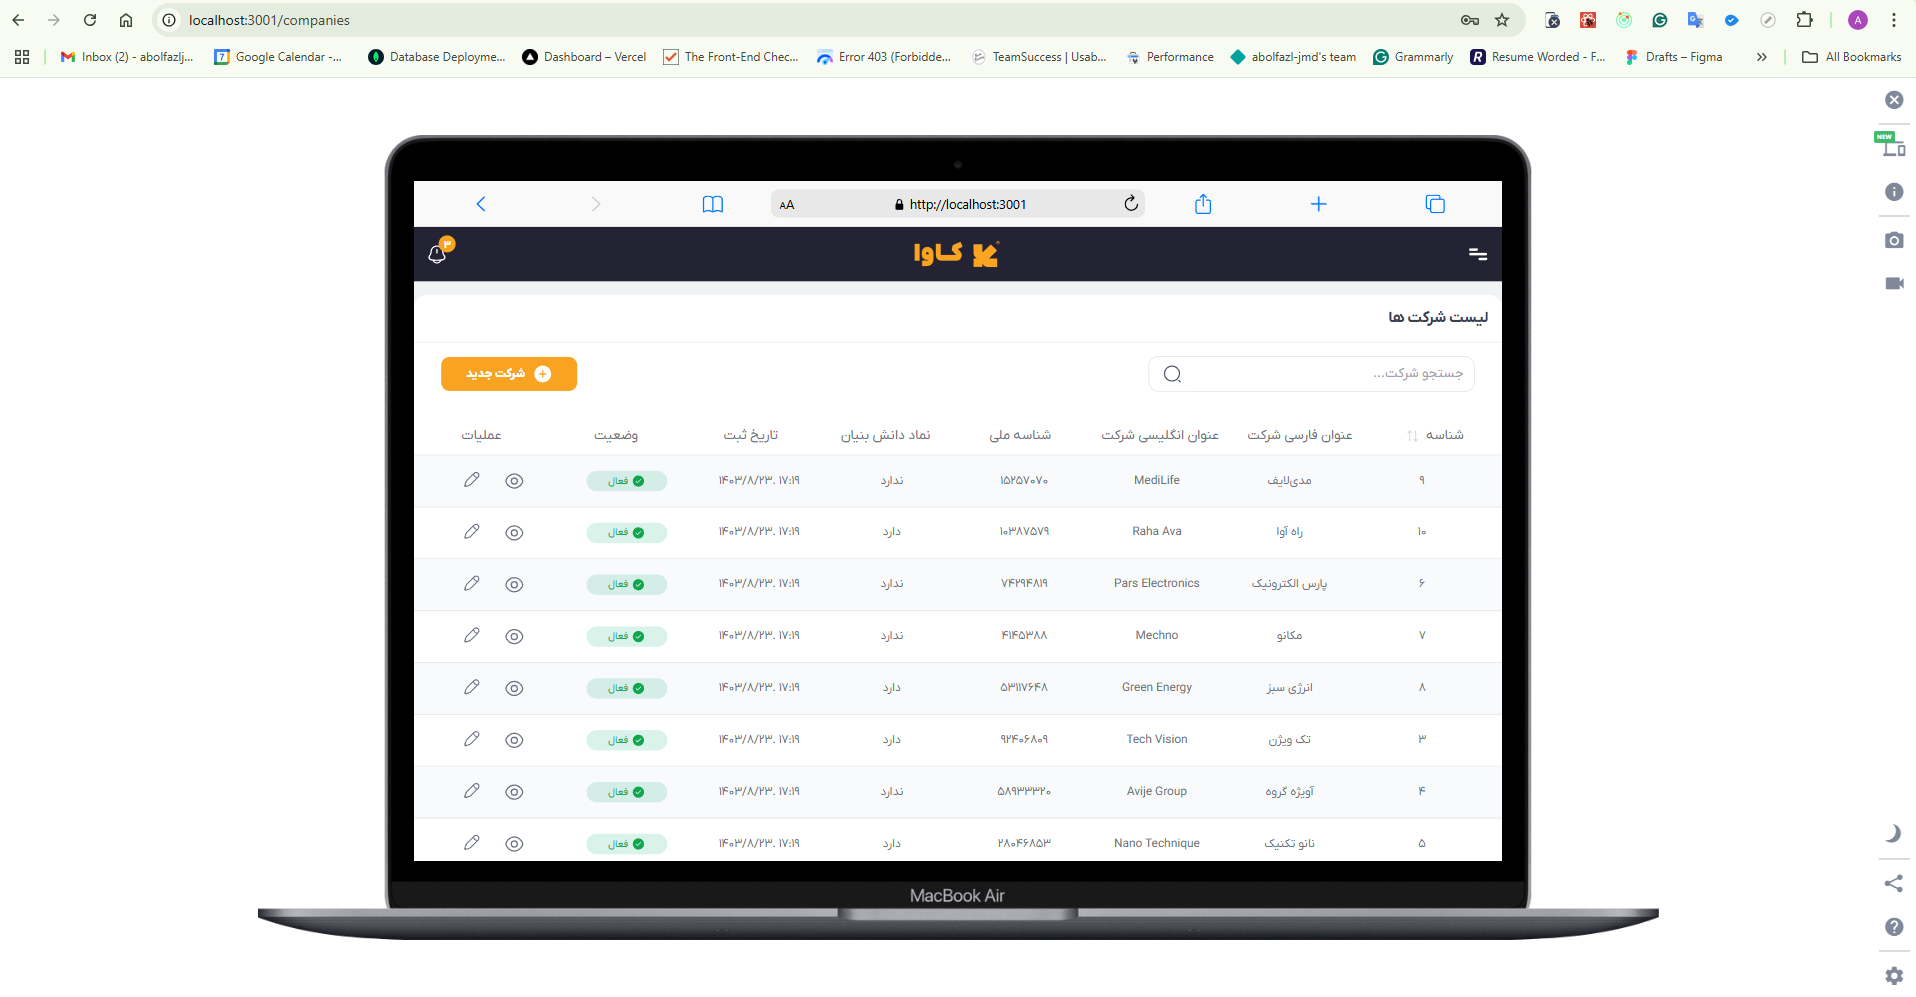 localhost:3001/companies
Inbox (2) - abolfazlj...
Google Calendar -...
Database Deployme...
Dashboard – Vercel
The Front-End Chec...
Error 403 (Forbidde...
TeamSuccess | Usab...
Performance
abolfazl-jmd's team
Grammarly
Resume Worded - F...
Drafts – Figma
All Bookmarks
NEW
AA http://localhost:3001
۳
کاوا
لیست شرکت ها
جستجو شرکت...
شرکت جدید
شناسه عنوان فارسی شرکت عنوان انگلیسی شرکت شناسه ملی نماد دانش بنیان تاریخ ثبت وضعیت عملیات
۹ مدی‌لایف MediLife ۱۵۲۵۷۰۷۰ ندارد ۱۷:۱۹ .۱۴۰۳/۸/۲۳ فعال
۱۰ راه آوا Raha Ava ۱۰۳۸۷۵۷۹ دارد ۱۷:۱۹ .۱۴۰۳/۸/۲۳ فعال
۶ پارس الکترونیک Pars Electronics ۷۴۲۹۴۸۱۹ ندارد ۱۷:۱۹ .۱۴۰۳/۸/۲۳ فعال
۷ مکانو Mechno ۴۱۴۵۳۸۸ ندارد ۱۷:۱۹ .۱۴۰۳/۸/۲۳ فعال
۸ انرژی سبز Green Energy ۵۳۱۱۷۶۴۸ دارد ۱۷:۱۹ .۱۴۰۳/۸/۲۳ فعال
۳ تک ویژن Tech Vision ۹۲۴۰۶۸۰۹ دارد ۱۷:۱۹ .۱۴۰۳/۸/۲۳ فعال
۴ آویژه گروه Avije Group ۵۸۹۳۳۳۲۰ ندارد ۱۷:۱۹ .۱۴۰۳/۸/۲۳ فعال
۵ نانو تکنیک Nano Technique ۲۸۰۴۶۸۵۳ دارد ۱۷:۱۹ .۱۴۰۳/۸/۲۳ فعال
MacBook Air